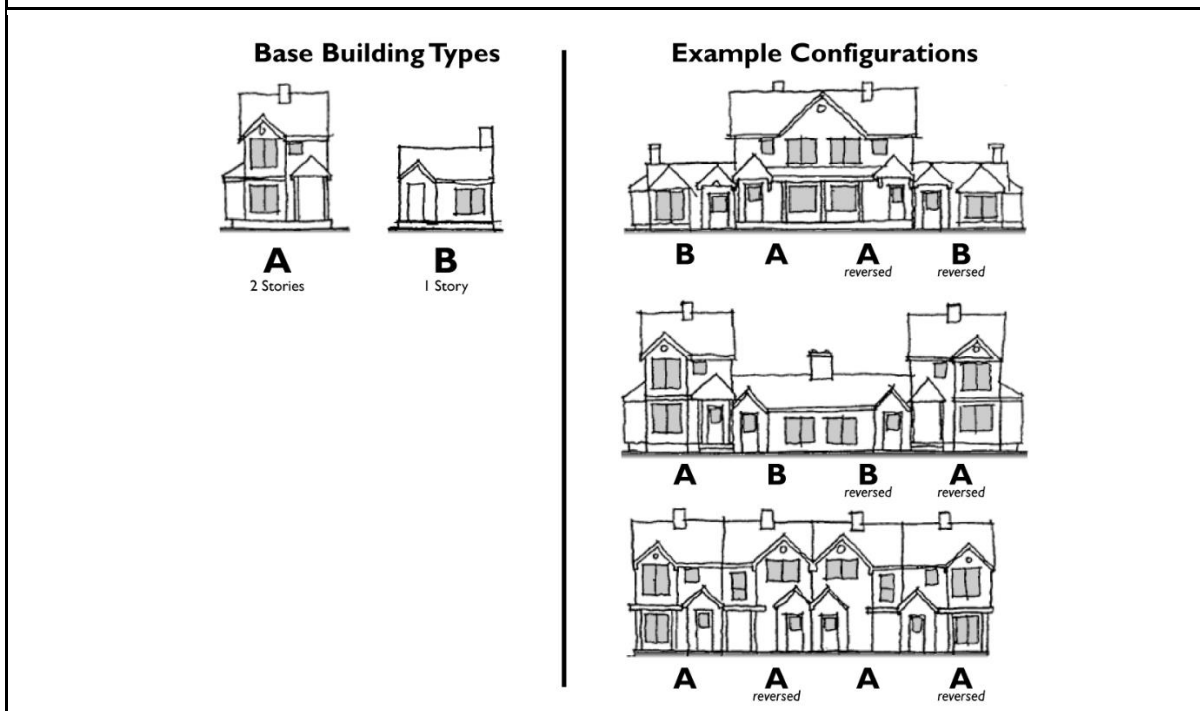 Base Building Types
A
2 Stories
B
1 Story
Example Configurations
B A A B
reversed reversed
A B B A
reversed reversed
A A A A
reversed reversed